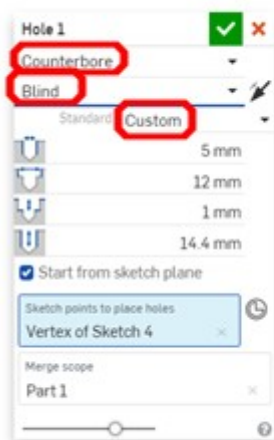 Hole 1
Counterbore
Blind
Standard Custom
5 mm
12 mm
1 mm
14.4 mm
Start from sketch plane
Sketch points to place holes
Vertex of Sketch 4
Merge scope
Part 1